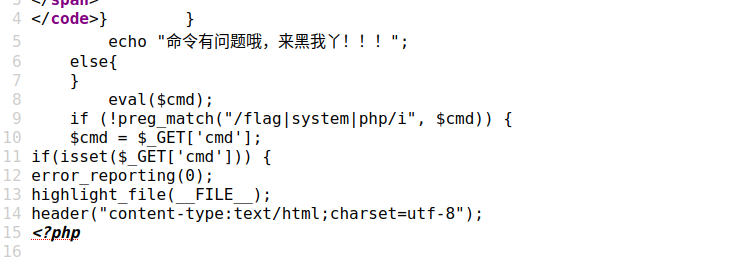 3 </span>
4 </code>} }
5 echo "命令有问题哦，来黑我丫！！！";
6 else{
7 }
8 eval($cmd);
9 if (!preg_match("/flag|system|php/i", $cmd)) {
10 $cmd = $_GET['cmd'];
11 if(isset($_GET['cmd'])) {
12 error_reporting(0);
13 highlight_file(__FILE__);
14 header("content-type:text/html;charset=utf-8");
15 <?php
16